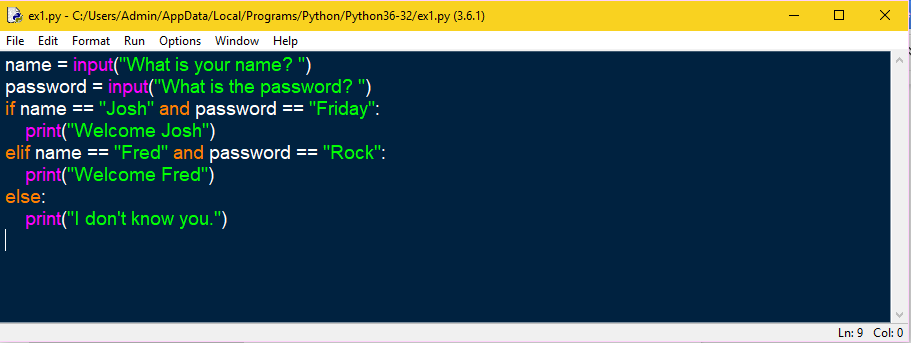 ex1.py - C:/Users/Admin/AppData/Local/Programs/Python/Python36-32/ex1.py (3.6.1)
File Edit Format Run Options Window Help
name = input("What is your name? ")
password = input("What is the password? ")
if name == "Josh" and password == "Friday":
    print("Welcome Josh")
elif name == "Fred" and password == "Rock":
    print("Welcome Fred")
else:
    print("I don't know you.")
Ln: 9 Col: 0